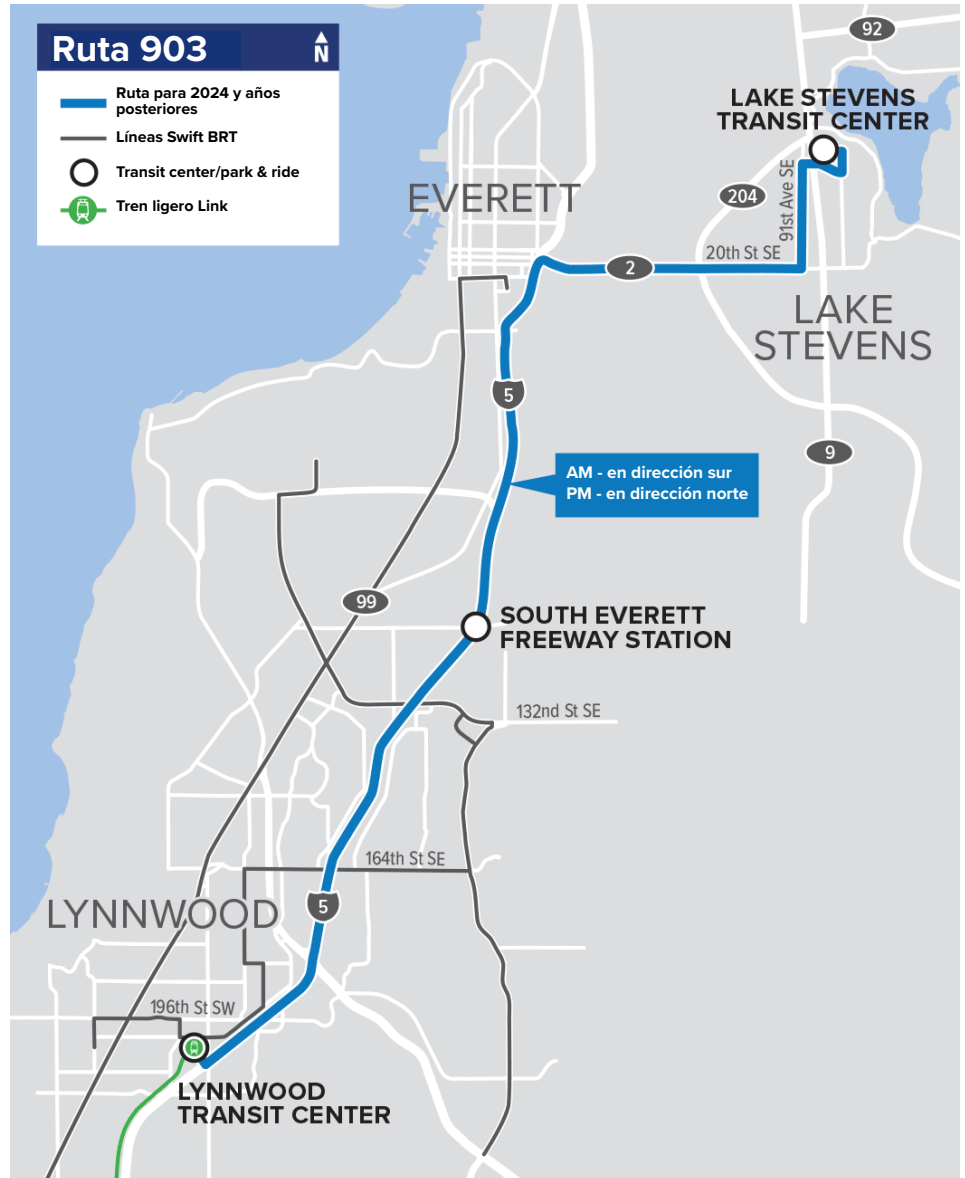 Ruta 903
N
Ruta para 2024 y años
posteriores
Líneas Swift BRT
Transit center/park & ride
Tren ligero Link
92
LAKE STEVENS
TRANSIT CENTER
EVERETT
204
91st Ave SE
20th St SE
2
LAKE
STEVENS
5
9
AM - en dirección sur
PM - en dirección norte
99
SOUTH EVERETT
FREEWAY STATION
132nd St SE
164th St SE
5
LYNNWOOD
196th St SW
LYNNWOOD
TRANSIT CENTER